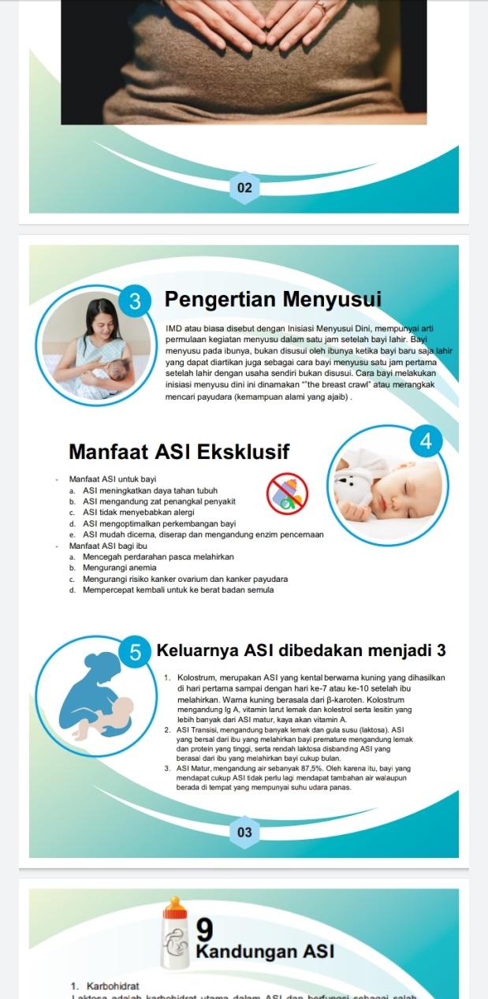 02
3
Pengertian Menyusui
IMD atau biasa disebut dengan Inisiasi Menyusui Dini, mempunyai arti
permulaan kegiatan menyusu dalam satu jam setelah bayi lahir. Bayi
menyusu pada ibunya, bukan disusui oleh ibunya ketika bayi baru saja lahir
yang dapat diartikan juga sebagai cara bayi menyusu satu jam pertama
setelah lahir dengan usaha sendiri bukan disusui. Cara bayi melakukan
inisiasi menyusu dini ini dinamakan “”the breast crawl” atau merangkak
mencari payudara (kemampuan alami yang ajaib) .
4
Manfaat ASI Eksklusif
- Manfaat ASI untuk bayi
a. ASI meningkatkan daya tahan tubuh
b. ASI mengandung zat penangkal penyakit
c. ASI tidak menyebabkan alergi
d. ASI mengoptimalkan perkembangan bayi
e. ASI mudah dicerna, diserap dan mengandung enzim pencernaan
- Manfaat ASI bagi ibu
a. Mencegah perdarahan pasca melahirkan
b. Mengurangi anemia
c. Mengurangi risiko kanker ovarium dan kanker payudara
d. Mempercepat kembali untuk ke berat badan semula
5
Keluarnya ASI dibedakan menjadi 3
1. Kolostrum, merupakan ASI yang kental berwarna kuning yang dihasilkan
di hari pertama sampai dengan hari ke-7 atau ke-10 setelah ibu
melahirkan. Warna kuning berasala dari β-karoten. Kolostrum
mengandung Ig A, vitamin larut lemak dan kolestrol serta lesitin yang
lebih banyak dari ASI matur, kaya akan vitamin A.
2. ASI Transisi, mengandung banyak lemak dan gula susu (laktosa). ASI
yang bersal dari ibu yang melahirkan bayi premature mengandung lemak
dan protein yang tinggi, serta rendah laktosa disbanding ASI yang
berasal dari ibu yang melahirkan bayi cukup bulan.
3. ASI Matur, mengandung air sebanyak 87,5%. Oleh karena itu, bayi yang
mendapat cukup ASI tidak perlu lagi mendapat tambahan air walaupun
berada di tempat yang mempunyai suhu udara panas.
03
9
Kandungan ASI
1. Karbohidrat
Laktosa adalah karbohidrat utama dalam ASI dan berfungsi sebagai salah